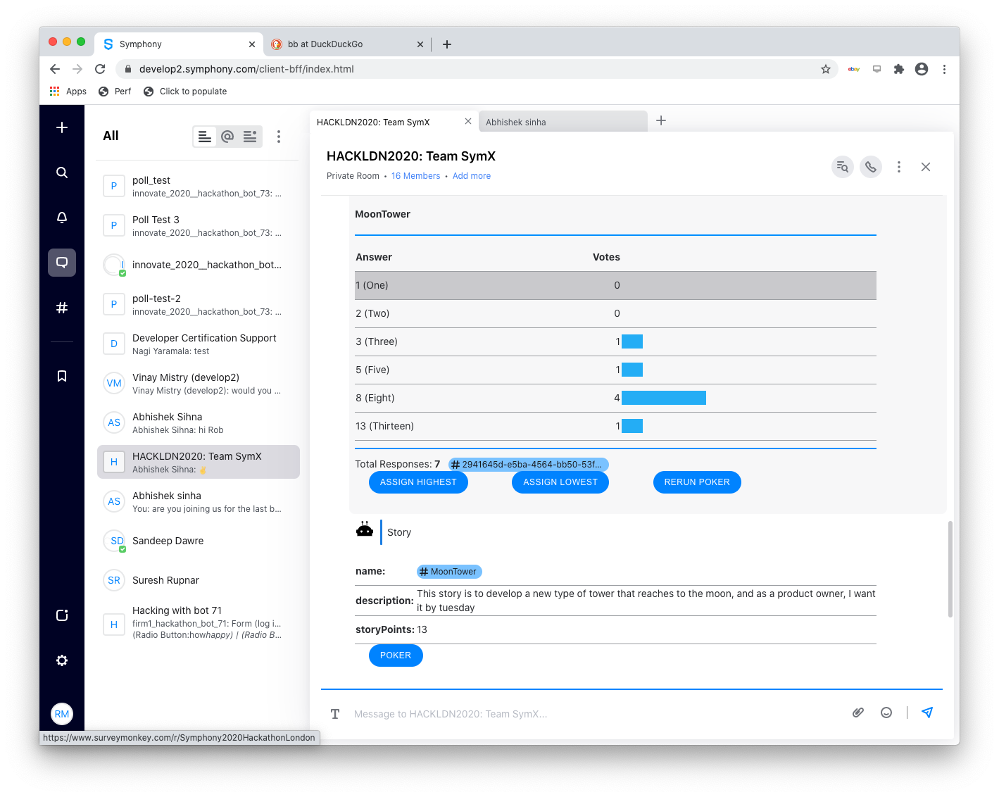 Symphony
bb at DuckDuckGo
develop2.symphony.com/client-bff/index.html
ebay
Apps
Perf
Click to populate
All
poll_test
innovate_2020__hackathon_bot_73: ...
Poll Test 3
innovate_2020__hackathon_bot_73: ...
innovate_2020__hackathon_bot...
poll-test-2
innovate_2020__hackathon_bot_73: ...
Developer Certification Support
Nagi Yaramala: test
Vinay Mistry (develop2)
Vinay Mistry (develop2): would you ...
Abhishek Sihna
Abhishek Sihna: hi Rob
HACKLDN2020: Team SymX
Abhishek Sihna: ✌️
Abhishek sinha
You: are you joining us for the last b...
Sandeep Dawre
Suresh Rupnar
Hacking with bot 71
firm1_hackathon_bot_71: Form (log i...
(Radio Button:howhappy) | (Radio B...
P
P
I
P
D
VM
AS
H
AS
SD
SR
H
RM
https://www.surveymonkey.com/r/Symphony2020HackathonLondon
HACKLDN2020: Team SymX
Abhishek sinha
HACKLDN2020: Team SymX
Private Room • 16 Members • Add more
MoonTower
Answer Votes
1 (One) 0
2 (Two) 0
3 (Three) 1
5 (Five) 1
8 (Eight) 4
13 (Thirteen) 1
Total Responses: 7 # 2941645d-e5ba-4564-bb50-53f...
ASSIGN HIGHEST ASSIGN LOWEST RERUN POKER
Story
name: # MoonTower
description: This story is to develop a new type of tower that reaches to the moon, and as a product owner, I want
it by tuesday
storyPoints: 13
POKER
Message to HACKLDN2020: Team SymX...